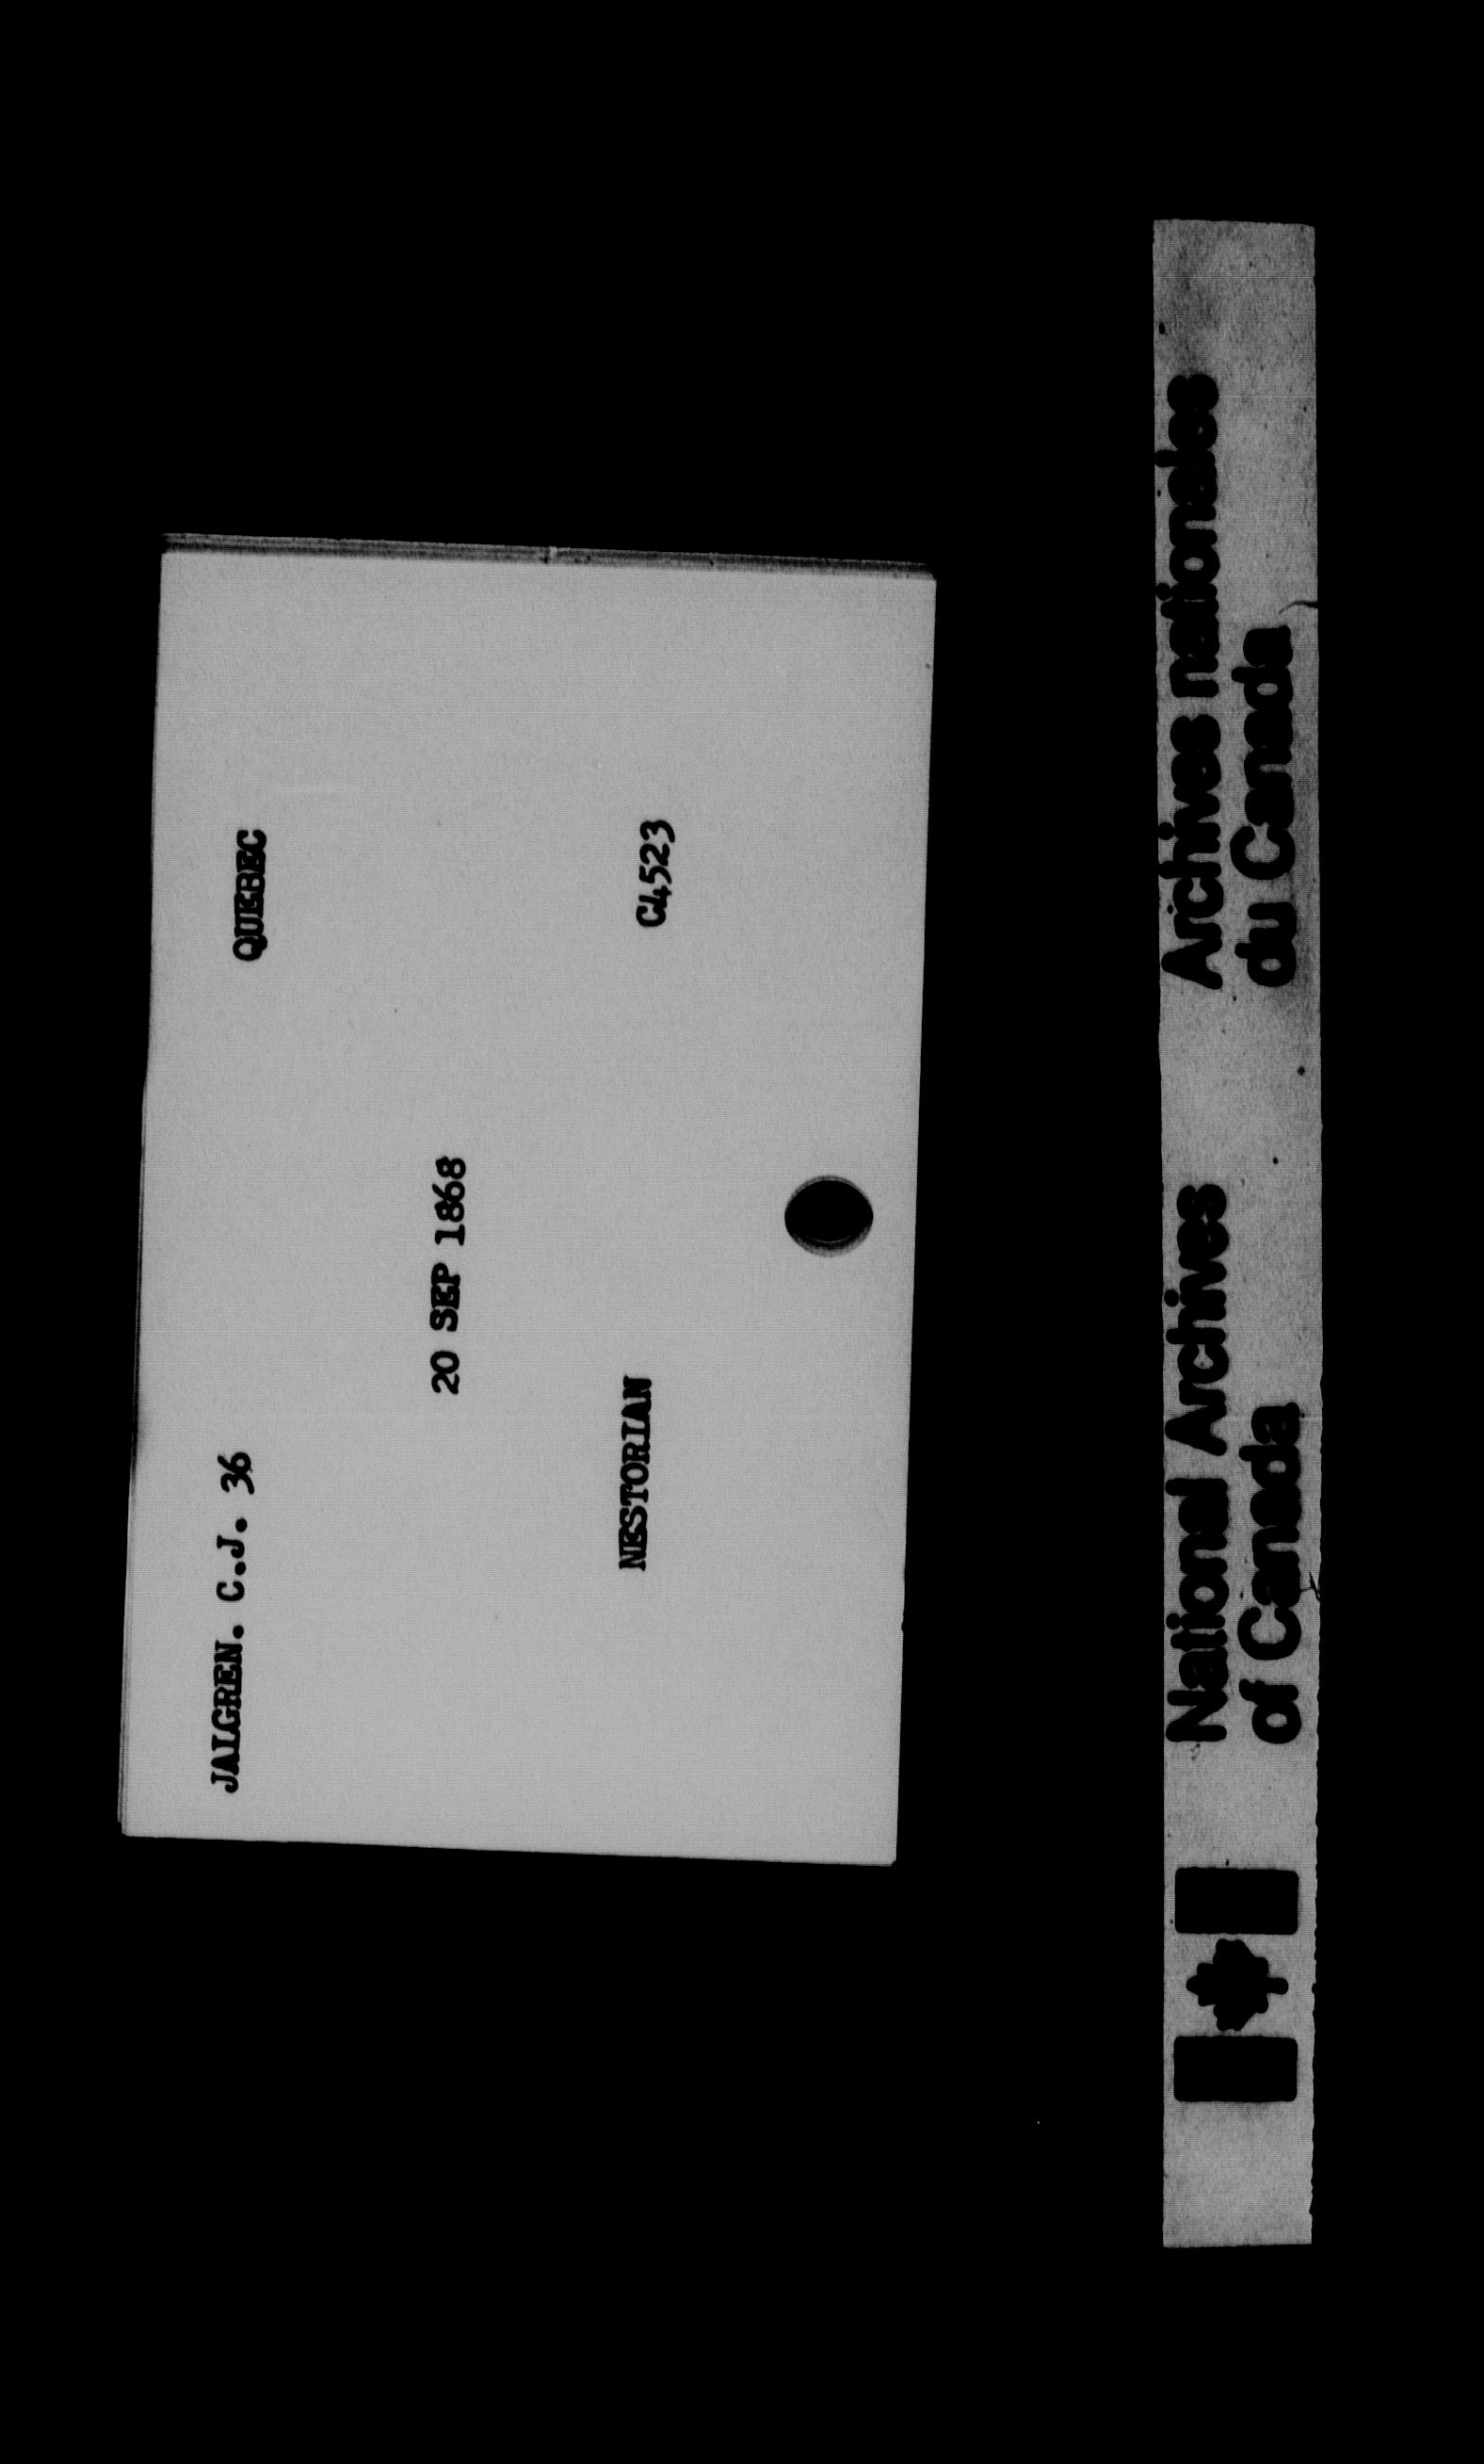 JALGREN. C.J. 36 QUEBEC
20 SEP 1868
NESTORIAN C4523
National Archives of Canada
Archives nationales du Canada